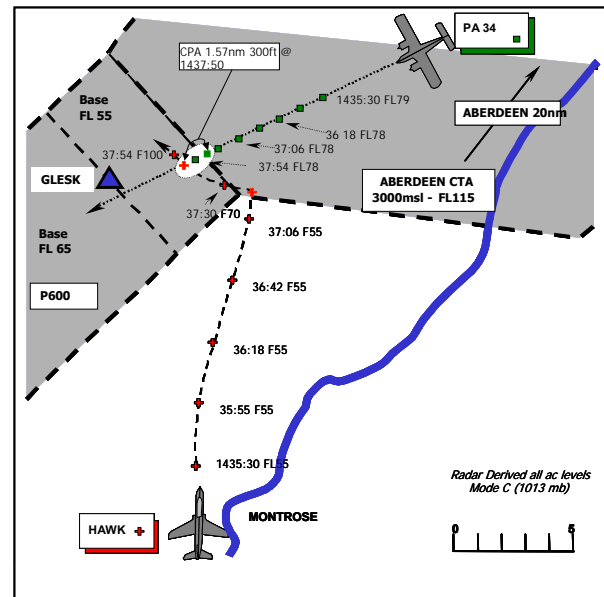 PA 34
CPA 1.57nm 300ft @
1437:50
Base
FL 55
1435:30 FL79
ABERDEEN 20nm
36 18 FL78
37:06 FL78
37:54 F100
37:54 FL78
GLESK
ABERDEEN CTA
3000msl - FL115
37:30 F70
Base
FL 65
37:06 F55
P600
36:42 F55
36:18 F55
35:55 F55
1435:30 FL55
Radar Derived all ac levels
Mode C (1013 mb)
MONTROSE
HAWK
0 5